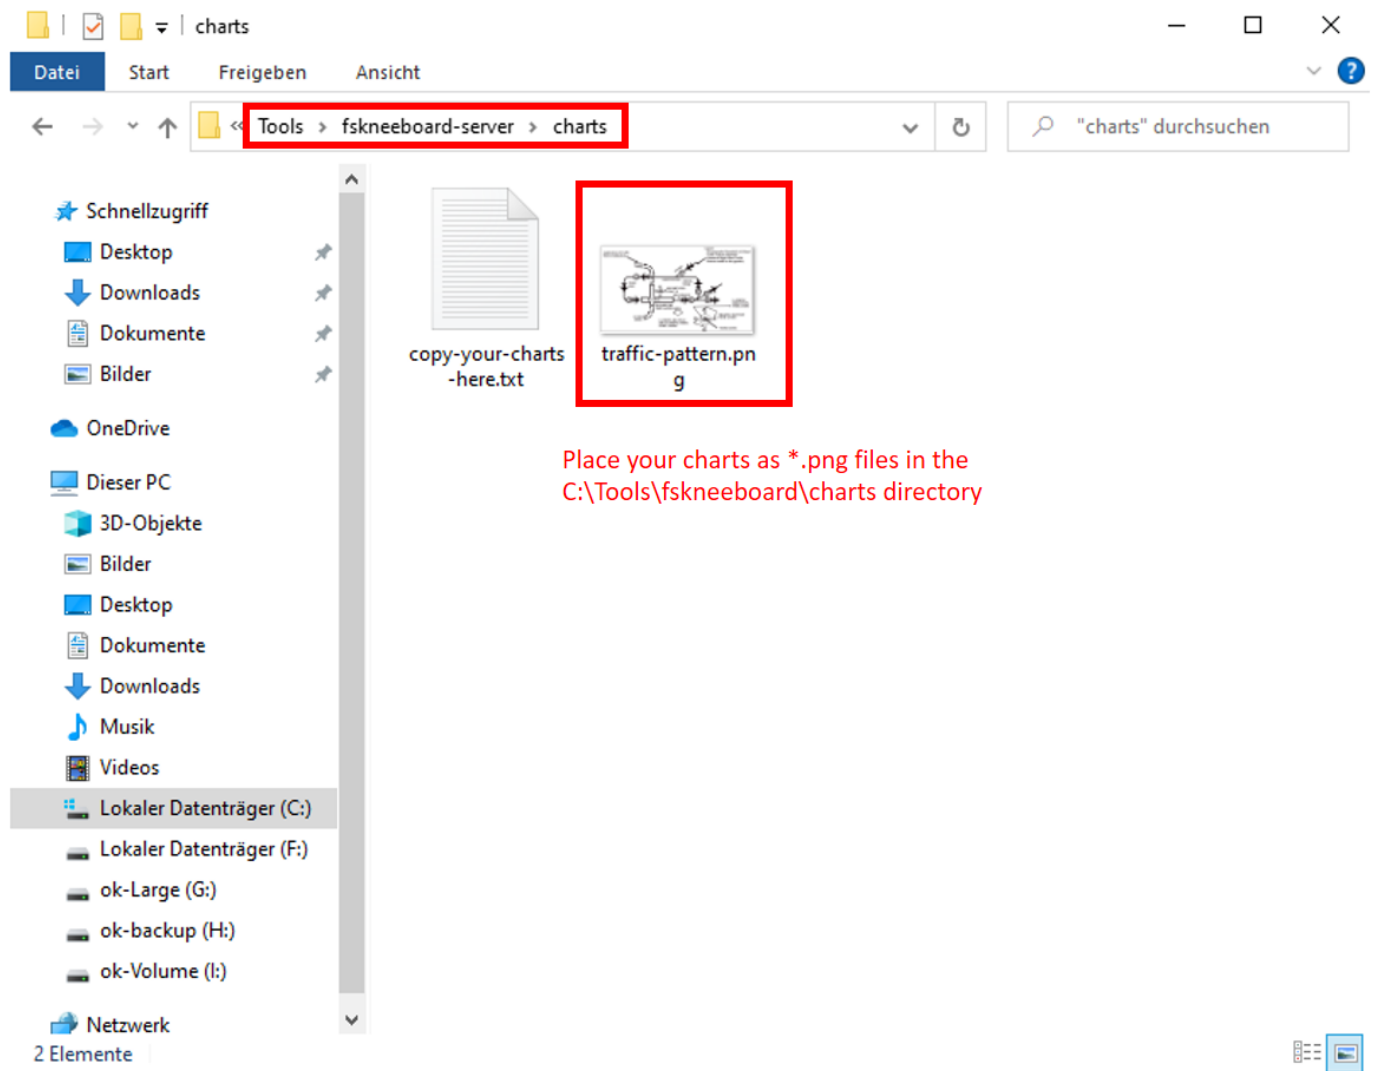 charts
Datei Start Freigeben Ansicht
« Tools › fskneeboard-server › charts
"charts" durchsuchen
Schnellzugriff
Desktop
Downloads
Dokumente
Bilder
OneDrive
Dieser PC
3D-Objekte
Bilder
Desktop
Dokumente
Downloads
Musik
Videos
Lokaler Datenträger (C:)
Lokaler Datenträger (F:)
ok-Large (G:)
ok-backup (H:)
ok-Volume (I:)
Netzwerk
copy-your-charts
-here.txt
traffic-pattern.pn
g
Place your charts as *.png files in the
C:\Tools\fskneeboard\charts directory
2 Elemente